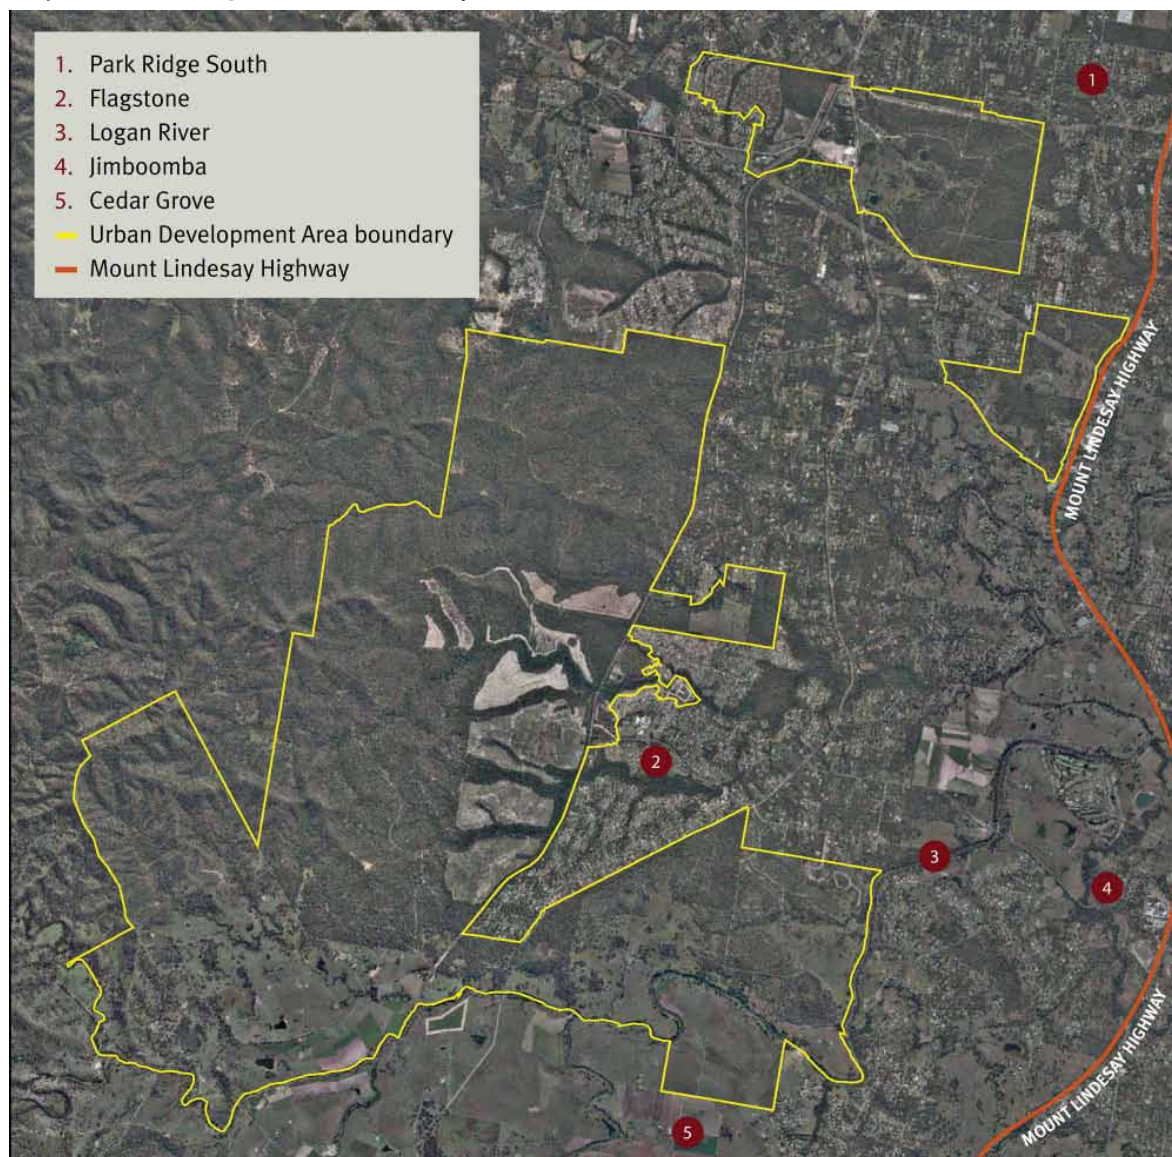 1. Park Ridge South
2. Flagstone
3. Logan River
4. Jimboomba
5. Cedar Grove
Urban Development Area boundary
Mount Lindesay Highway
1
MOUNT LINDESAY HIGHWAY
2
3
4
MOUNT LINDESAY HIGHWAY
5